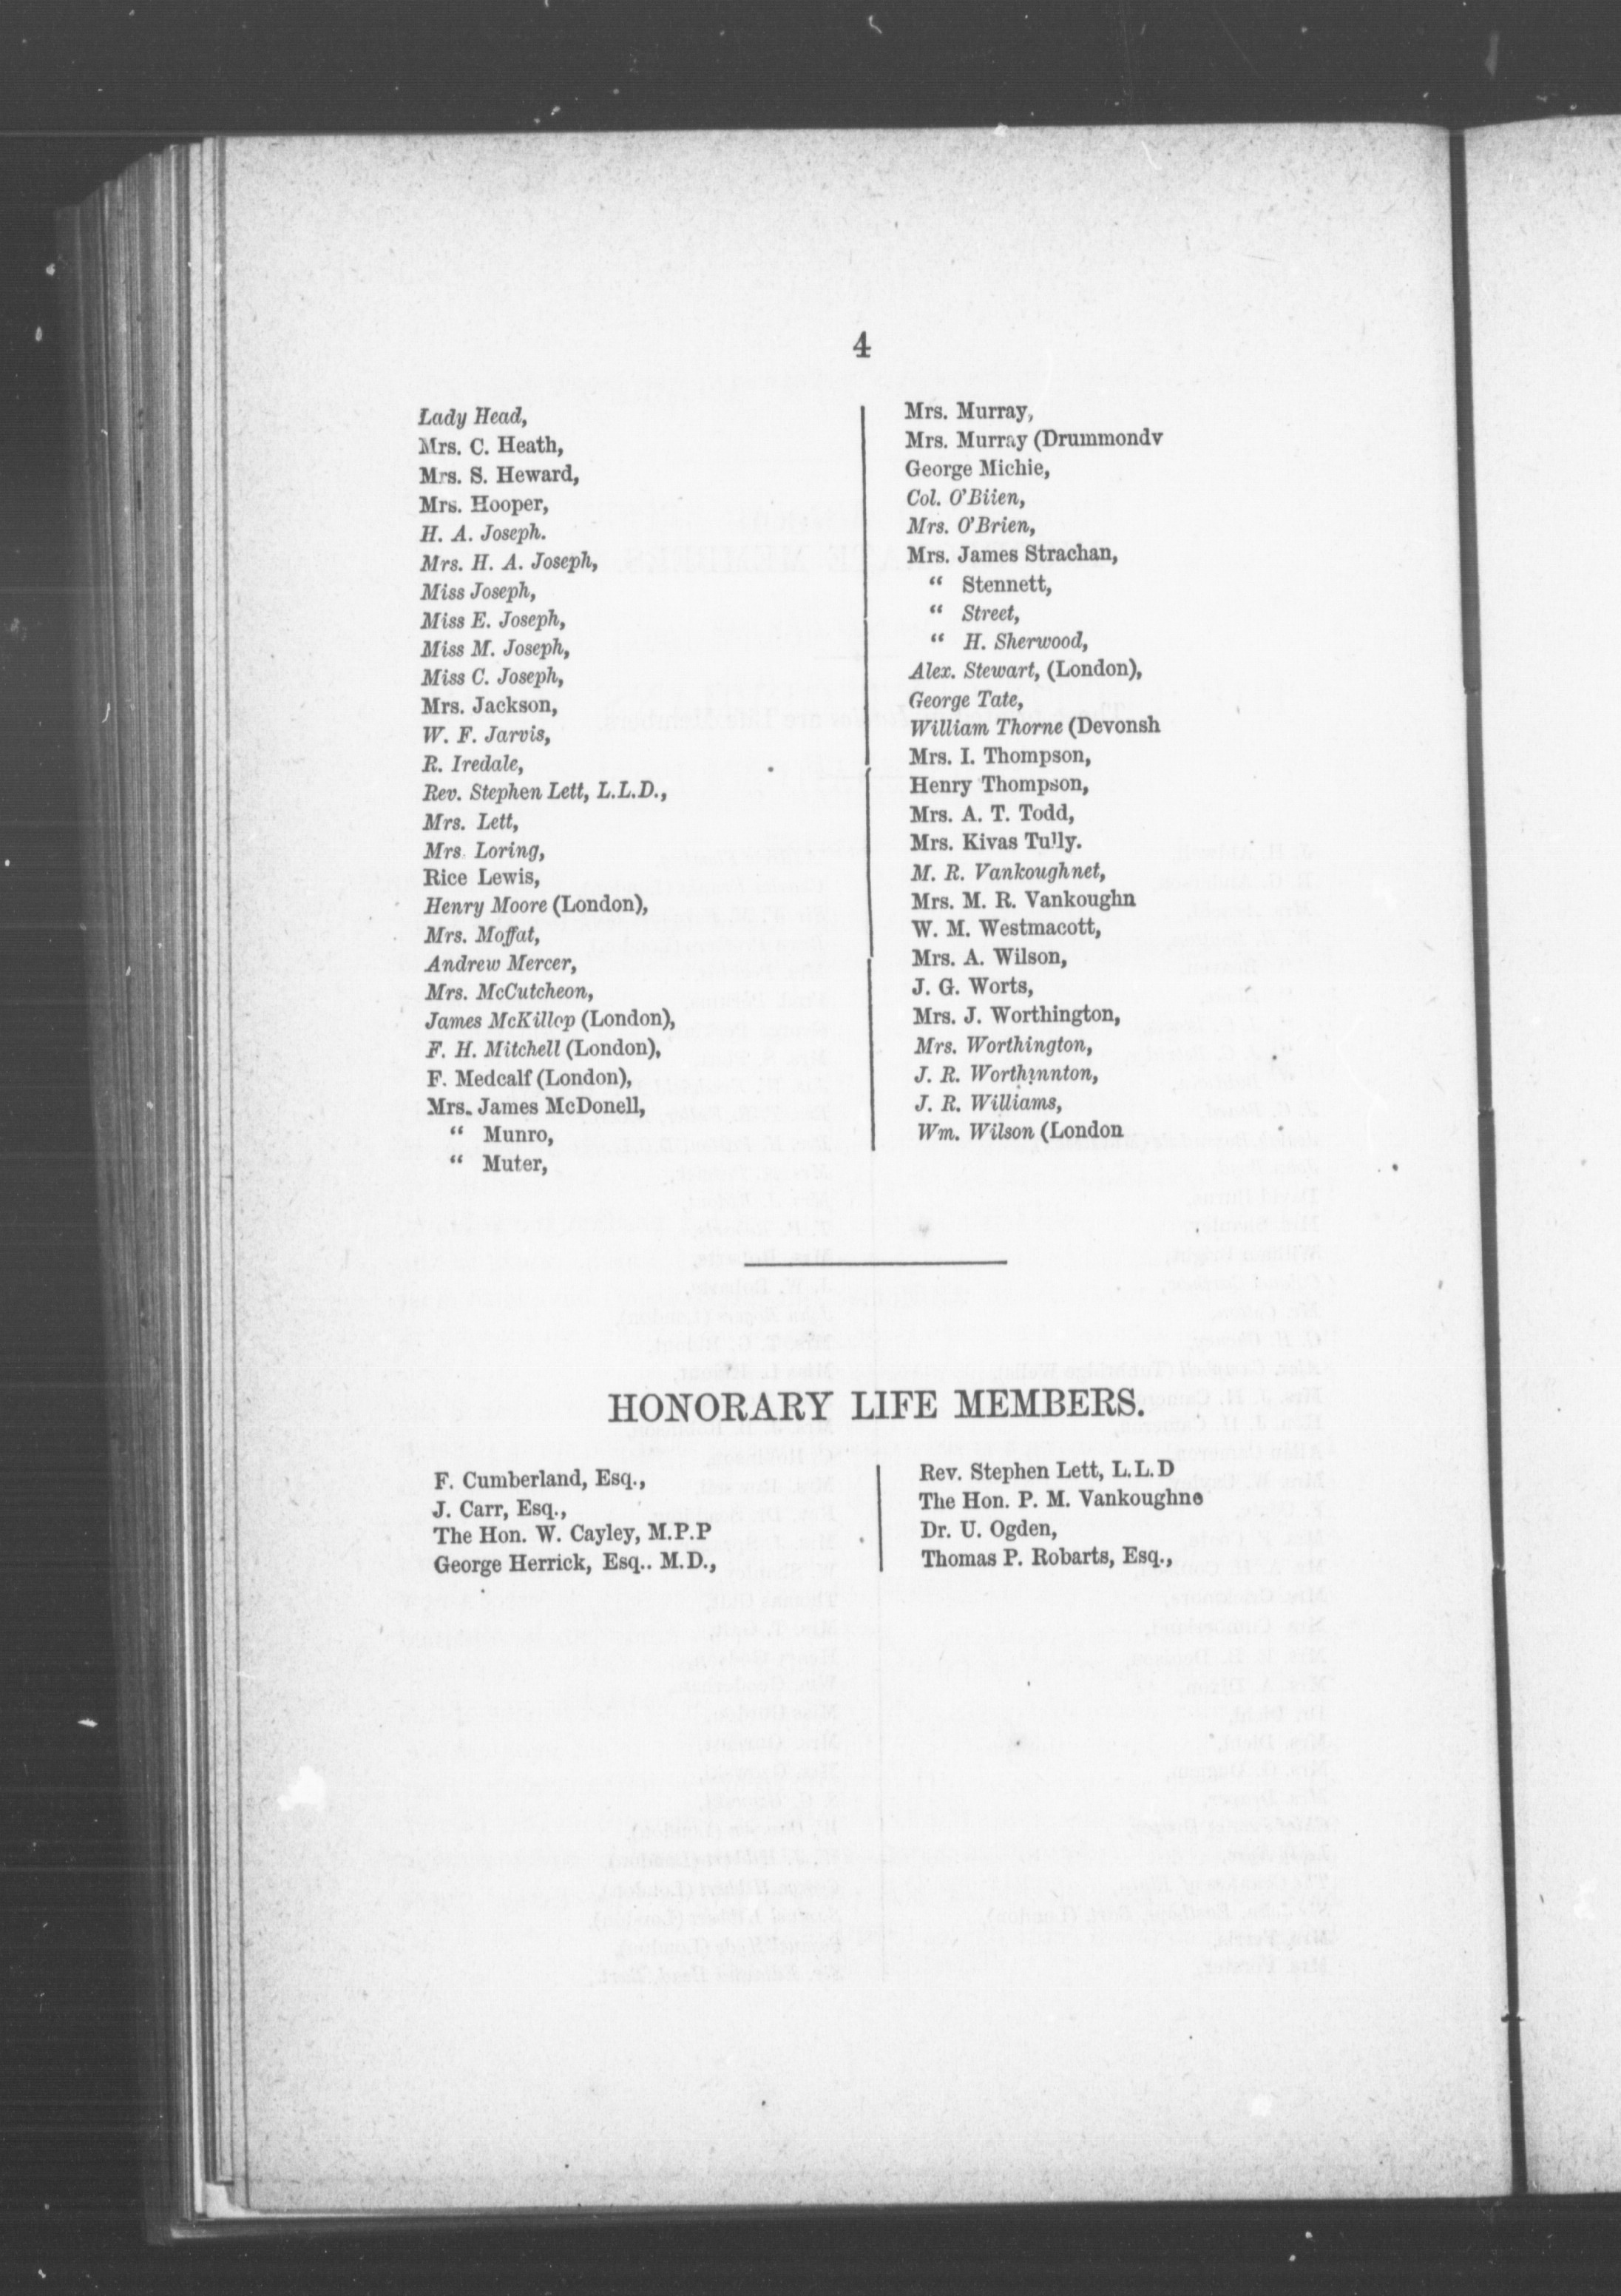 4
Lady Head,
Mrs. C. Heath,
Mrs. S. Heward,
Mrs. Hooper,
H. A. Joseph.
Mrs. H. A. Joseph,
Miss Joseph,
Miss E. Joseph,
Miss M. Joseph,
Miss C. Joseph,
Mrs. Jackson,
W. F. Jarvis,
R. Iredale,
Rev. Stephen Lett, L.L.D.,
Mrs. Lett,
Mrs. Loring,
Rice Lewis,
Henry Moore (London),
Mrs. Moffat,
Andrew Mercer,
Mrs. McCutcheon,
James McKillop (London),
F. H. Mitchell (London),
F. Medcalf (London),
Mrs. James McDonell,
“ Munro,
“ Muter,
Mrs. Murray,
Mrs. Murray (Drummondv
George Michie,
Col. O'Biien,
Mrs. O'Brien,
Mrs. James Strachan,
“ Stennett,
“ Street,
“ H. Sherwood,
Alex. Stewart, (London),
George Tate,
William Thorne (Devonsh
Mrs. I. Thompson,
Henry Thompson,
Mrs. A. T. Todd,
Mrs. Kivas Tully.
M. R. Vankoughnet,
Mrs. M. R. Vankoughn
W. M. Westmacott,
Mrs. A. Wilson,
J. G. Worts,
Mrs. J. Worthington,
Mrs. Worthington,
J. R. Worthinnton,
J. R. Williams,
Wm. Wilson (London
HONORARY LIFE MEMBERS.
F. Cumberland, Esq.,
J. Carr, Esq.,
The Hon. W. Cayley, M.P.P
George Herrick, Esq.. M.D.,
Rev. Stephen Lett, L.L.D
The Hon. P. M. Vankoughne
Dr. U. Ogden,
Thomas P. Robarts, Esq.,